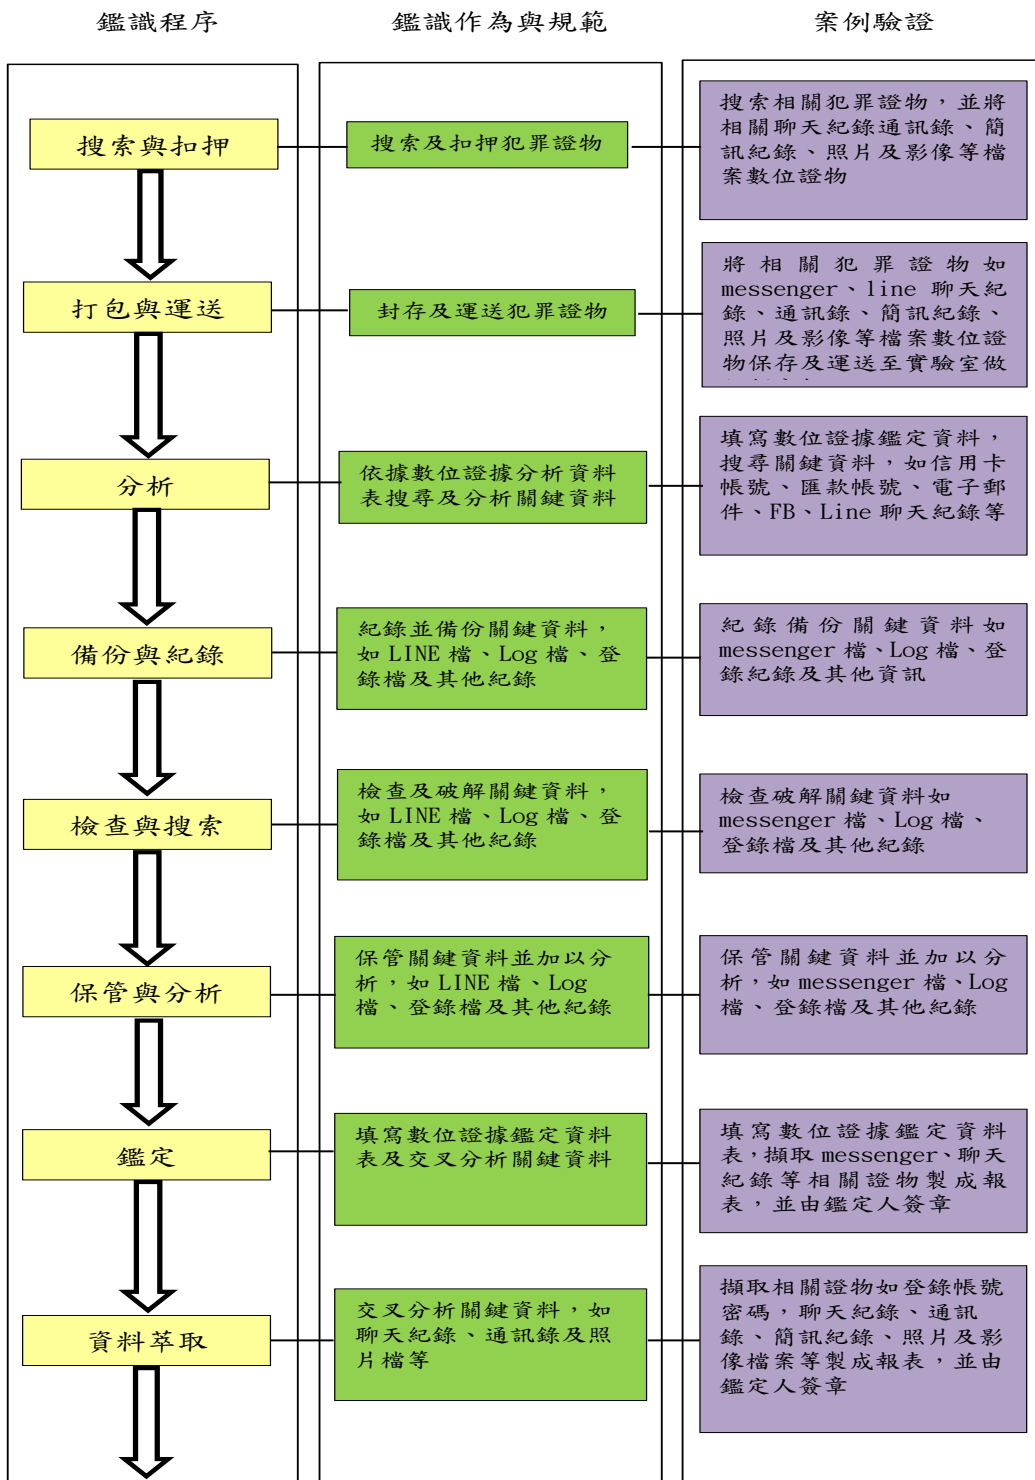 鑑識程序
鑑識作為與規範
案例驗證
搜索與扣押
搜索及扣押犯罪證物
搜索相關犯罪證物，並將
相關聊天紀錄通訊錄、簡
訊紀錄、照片及影像等檔
案數位證物
打包與運送
封存及運送犯罪證物
將相關犯罪證物如
messenger、line 聊天紀
錄、通訊錄、簡訊紀錄、
照片及影像等檔案數位證
物保存及運送至實驗室做
分析
依據數位證據分析資料
表搜尋及分析關鍵資料
填寫數位證據鑑定資料，
搜尋關鍵資料，如信用卡
帳號、匯款帳號、電子郵
件、FB、Line 聊天紀錄等
備份與紀錄
紀錄並備份關鍵資料，
如 LINE 檔、Log 檔、登
錄檔及其他紀錄
紀錄備份關鍵資料如
messenger 檔、Log 檔、登
錄紀錄及其他資訊
檢查與搜索
檢查及破解關鍵資料，
如 LINE 檔、Log 檔、登
錄檔及其他紀錄
檢查破解關鍵資料如
messenger 檔、Log 檔、
登錄檔及其他紀錄
保管與分析
保管關鍵資料並加以分
析，如 LINE 檔、Log
檔、登錄檔及其他紀錄
保管關鍵資料並加以分
析，如 messenger 檔、Log
檔、登錄檔及其他紀錄
鑑定
填寫數位證據鑑定資料
表及交叉分析關鍵資料
填寫數位證據鑑定資料
表，擷取 messenger、聊天
紀錄等相關證物製成報
表，並由鑑定人簽章
資料萃取
交叉分析關鍵資料，如
聊天紀錄、通訊錄及照
片檔等
擷取相關證物如登錄帳號
密碼，聊天紀錄、通訊
錄、簡訊紀錄、照片及影
像檔案等製成報表，並由
鑑定人簽章